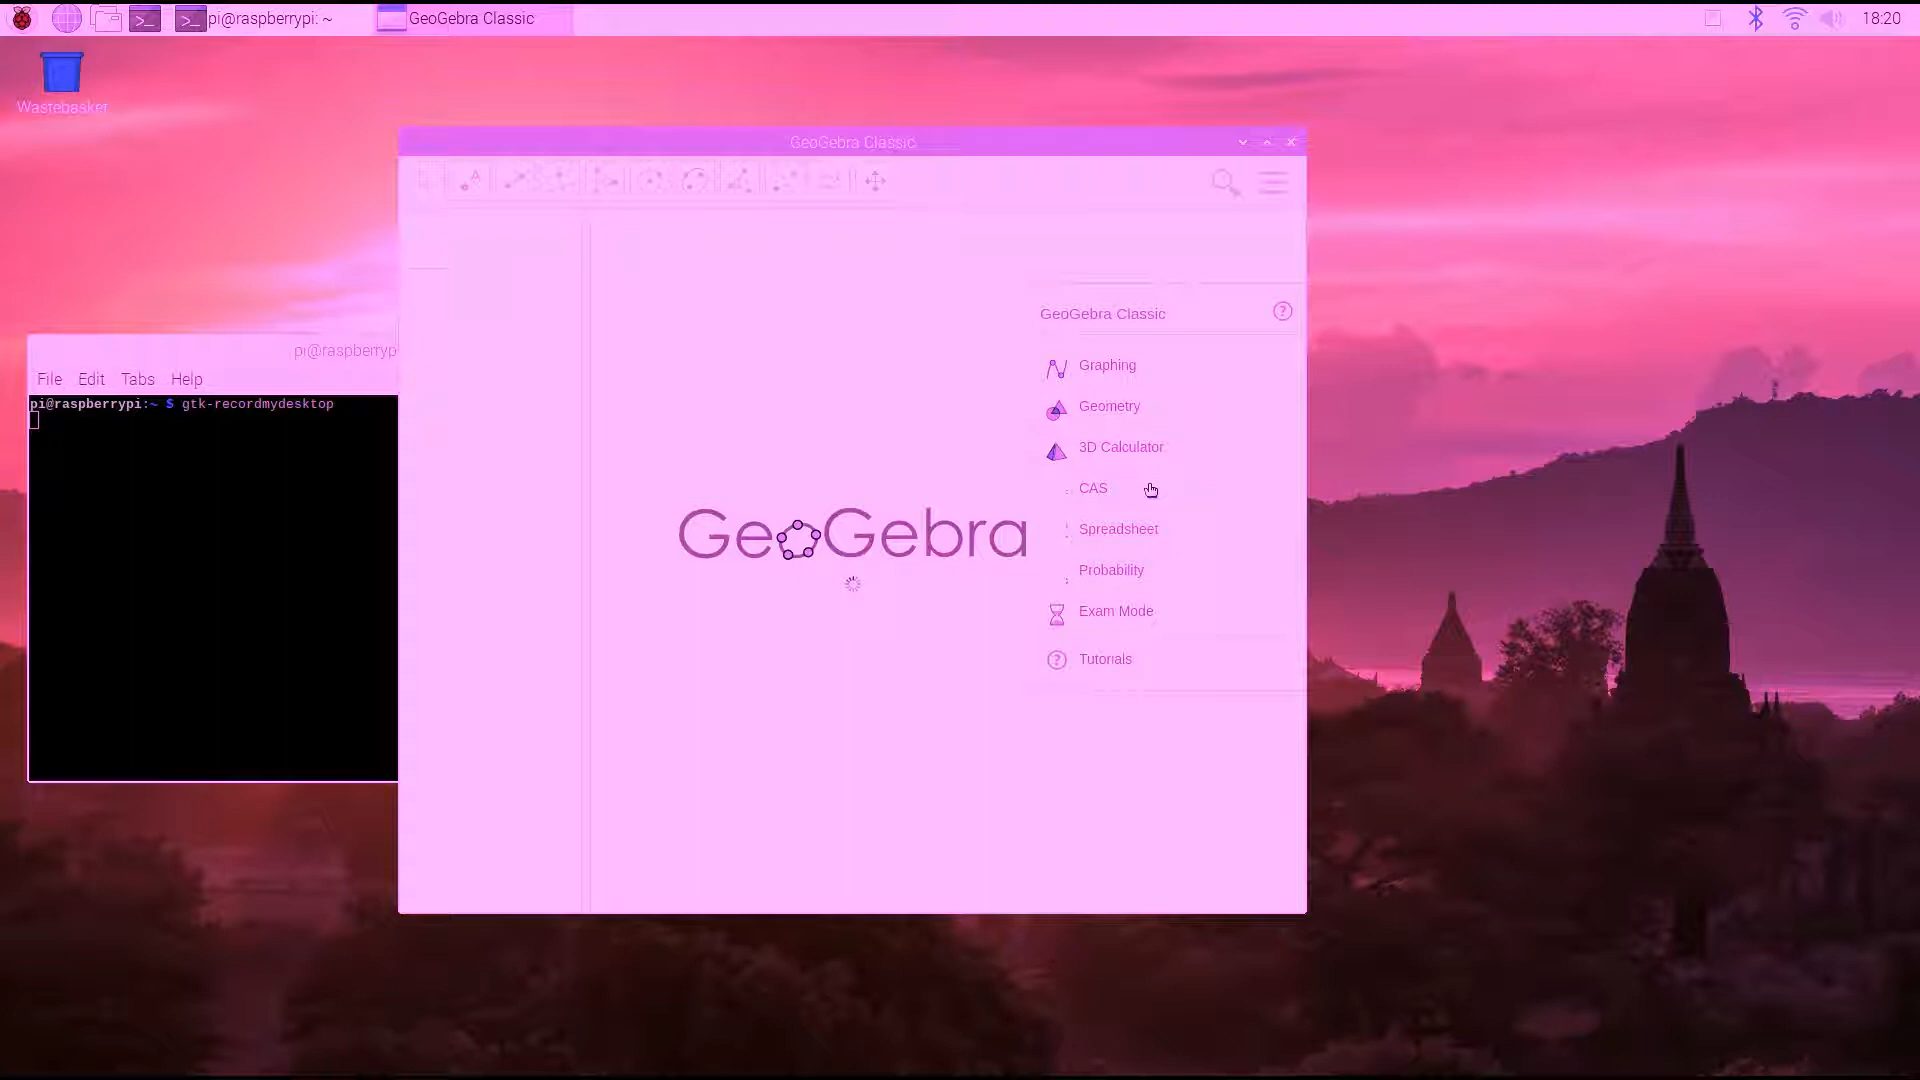 pi@raspberrypi: ~
GeoGebra Classic
18:20
Wastebasket
GeoGebra Classic
GeoGebra Classic
Graphing
Geometry
3D Calculator
CAS
Spreadsheet
Probability
Exam Mode
Tutorials
GeoGebra
pi@raspberryp
File Edit Tabs Help
pi@raspberrypi:~ $ gtk-recordmydesktop